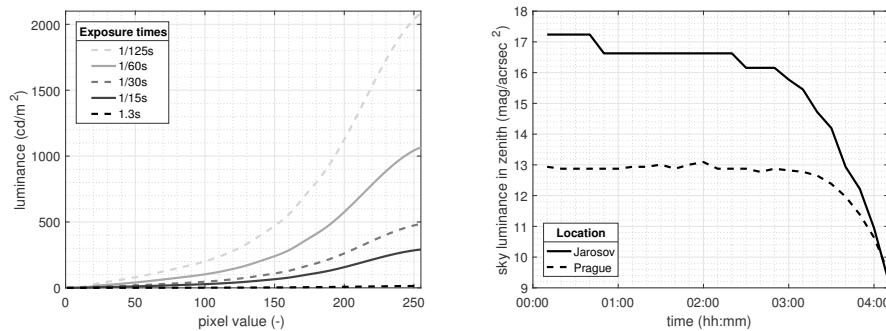 2000
1500
1000
500
0
luminance (cd/m²)
Exposure times
1/125s
1/60s
1/30s
1/15s
1.3s
0 50 100 150 200 250
pixel value (-)
18
17
16
15
14
13
12
11
10
9
sky luminance in zenith (mag/acrsec ²)
Location
Jarosov
Prague
00:00 01:00 02:00 03:00 04:00
time (hh:mm)